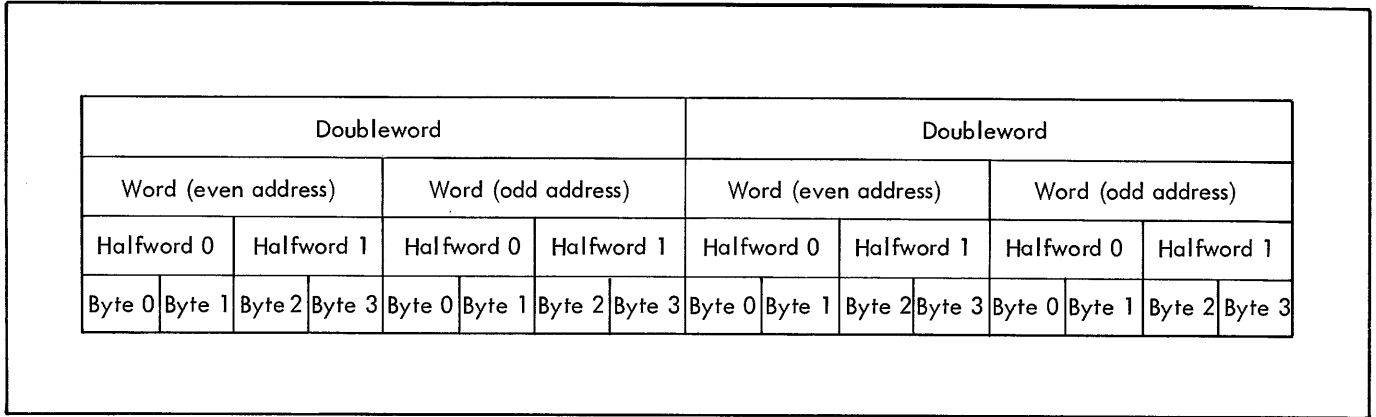 Doubleword Doubleword
Word (even address) Word (odd address) Word (even address) Word (odd address)
Halfword 0 Halfword 1 Halfword 0 Halfword 1 Halfword 0 Halfword 1 Halfword 0 Halfword 1
Byte 0 Byte 1 Byte 2 Byte 3 Byte 0 Byte 1 Byte 2 Byte 3 Byte 0 Byte 1 Byte 2 Byte 3 Byte 0 Byte 1 Byte 2 Byte 3